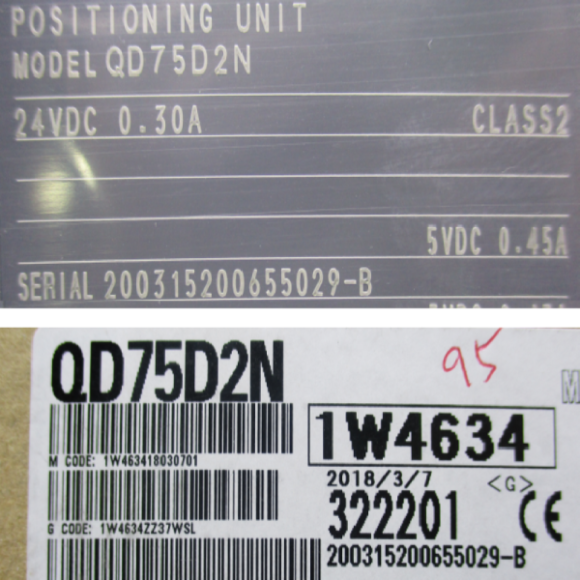 POSITIONING UNIT
MODEL QD75D2N
24VDC 0.30A CLASS2
5VDC 0.45A
SERIAL 200315200655029-B
QD75D2N
95
M
1W4634
M CODE: 1W463418030701
2018/3/7 <G>
322201 CE
G CODE: 1W4634ZZ37WSL
200315200655029-B